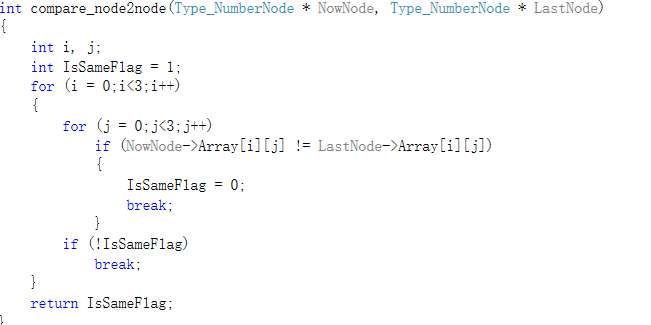 int compare_node2node(Type_NumberNode * NowNode, Type_NumberNode * LastNode)
{
    int i, j;
    int IsSameFlag = 1;
    for (i = 0;i<3;i++)
    {
        for (j = 0;j<3;j++)
            if (NowNode->Array[i][j] != LastNode->Array[i][j])
            {
                IsSameFlag = 0;
                break;
            }
        if (!IsSameFlag)
            break;
    }
    return IsSameFlag;
}